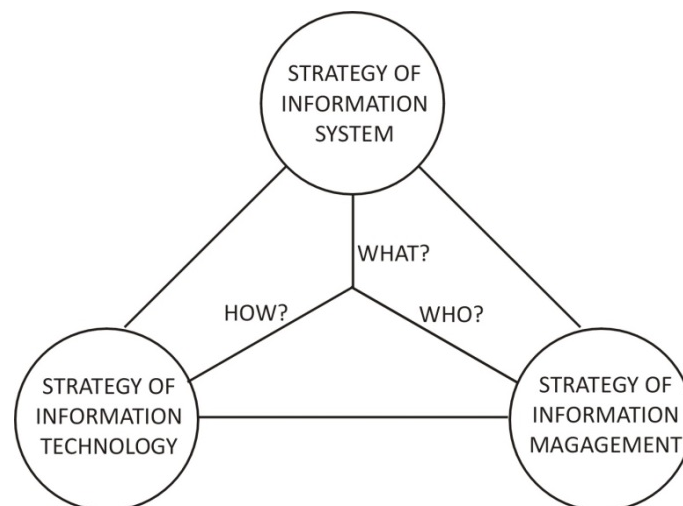 STRATEGY OF
INFORMATION
SYSTEM
WHAT?
HOW?
WHO?
STRATEGY OF
INFORMATION
TECHNOLOGY
STRATEGY OF
INFORMATION
MAGAGEMENT